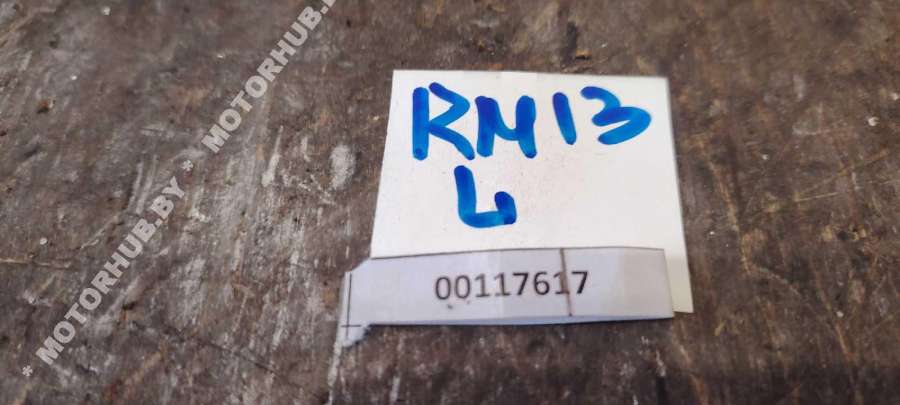 RM13
L
00117617
* MOTORHUB.BY * MOTORHUB.BY